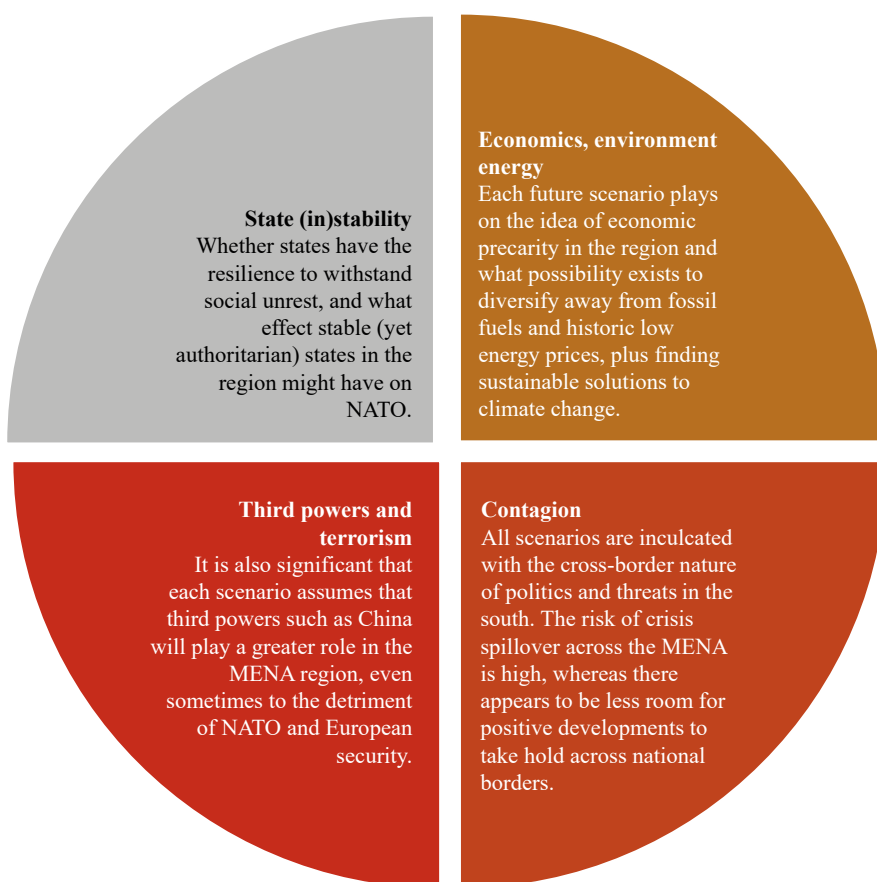 State (in)stability
Whether states have the
resilience to withstand
social unrest, and what
effect stable (yet
authoritarian) states in the
region might have on
NATO.
Economics, environment
energy
Each future scenario plays
on the idea of economic
precarity in the region and
what possibility exists to
diversify away from fossil
fuels and historic low
energy prices, plus finding
sustainable solutions to
climate change.
Third powers and
terrorism
It is also significant that
each scenario assumes that
third powers such as China
will play a greater role in the
MENA region, even
sometimes to the detriment
of NATO and European
security.
Contagion
All scenarios are inculcated
with the cross-border nature
of politics and threats in the
south. The risk of crisis
spillover across the MENA
is high, whereas there
appears to be less room for
positive developments to
take hold across national
borders.